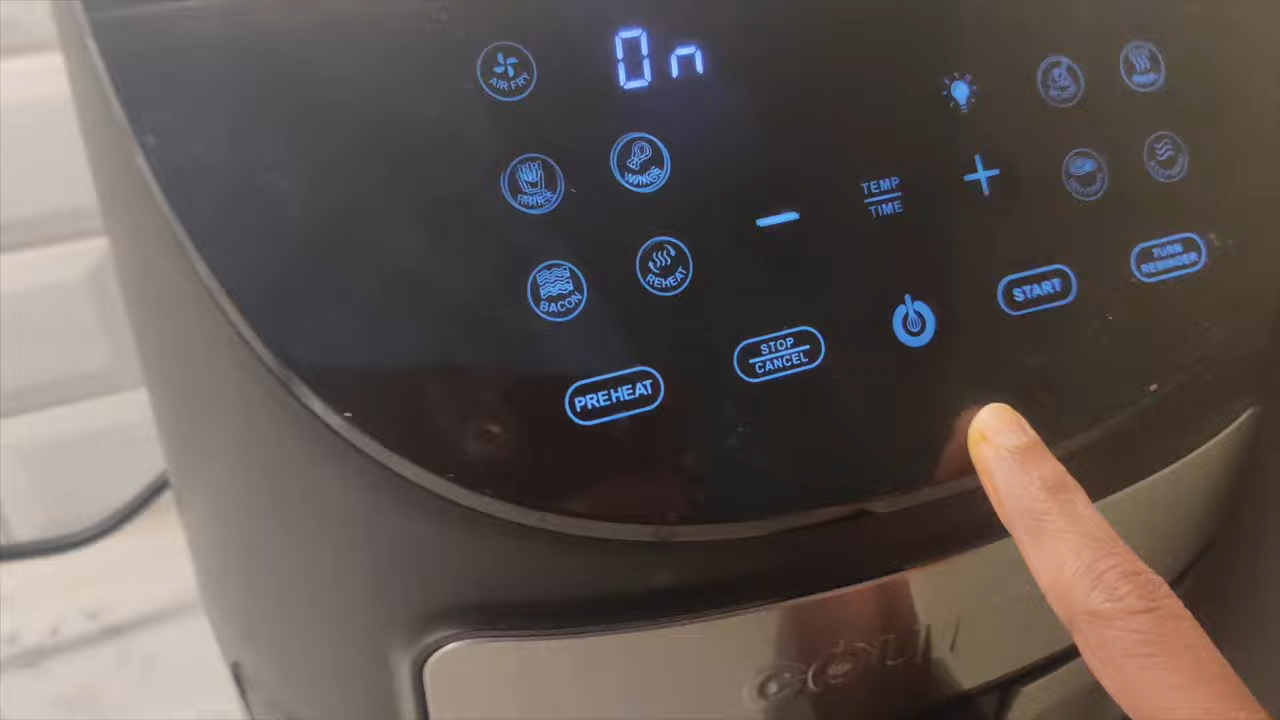 On
AIR FRY
FRIES
WINGS
TEMP
TIME
BACON
REHEAT
TURN
REMINDER
START
STOP
CANCEL
PREHEAT